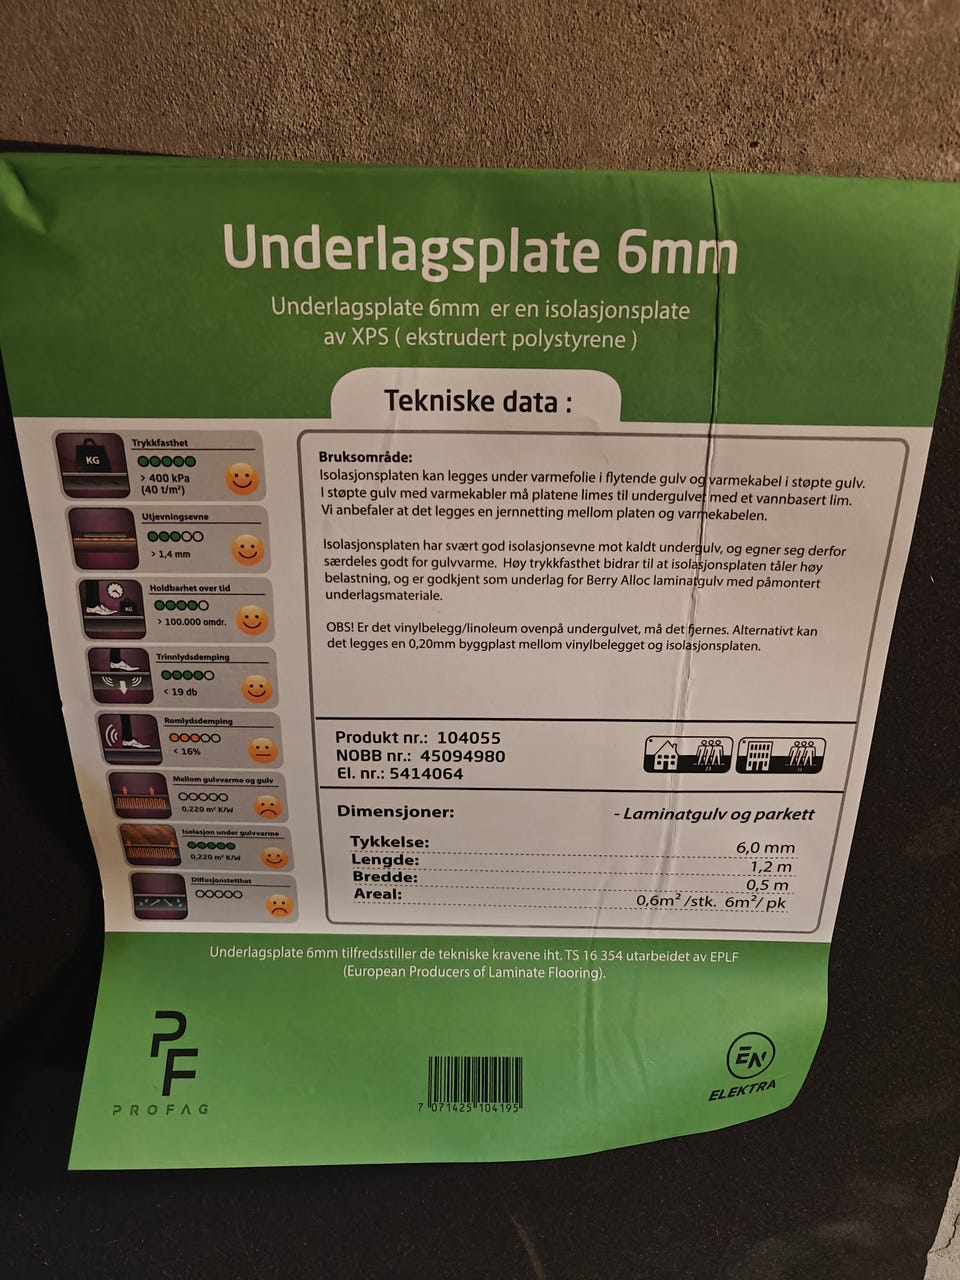 Underlagsplate 6mm
Underlagsplate 6mm er en isolasjonsplate
av XPS ( ekstrudert polystyrene )
Tekniske data :
KG
Trykkfasthet
> 400 kPa
(40 t/m²)
Utjevningsevne
> 1,4 mm
Holdbarhet over tid
KG
> 100.000 omdr.
Trinnlydsdemping
< 19 db
Romlydsdemping
< 16%
Mellom gulvvarme og gulv
0,220 m² K/W
Isolasjon under gulvvarme
0,220 m² K/W
Diffusjonstetthet
Bruksområde:
Isolasjonsplaten kan legges under varmefolie i flytende gulv og varmekabel i støpte gulv.
I støpte gulv med varmekabler må platene limes til undergulvet med et vannbasert lim.
Vi anbefaler at det legges en jernnetting mellom platen og varmekabelen.
Isolasjonsplaten har svært god isolasjonsevne mot kaldt undergulv, og egner seg derfor
særdeles godt for gulvvarme. Høy trykkfasthet bidrar til at isolasjonsplaten tåler høy
belastning, og er godkjent som underlag for Berry Alloc laminatgulv med påmontert
underlagsmateriale.
OBS! Er det vinylbelegg/linoleum ovenpå undergulvet, må det fjernes. Alternativt kan
det legges en 0,20mm byggplast mellom vinylbelegget og isolasjonsplaten.
Produkt nr.: 104055
NOBB nr.: 45094980
El. nr.: 5414064
Dimensjoner:
- Laminatgulv og parkett
Tykkelse: 6,0 mm
Lengde: 1,2 m
Bredde: 0,5 m
Areal: 0,6m² /stk. 6m²/ pk
Underlagsplate 6mm tilfredsstiller de tekniske kravene iht. TS 16 354 utarbeidet av EPLF
(European Producers of Laminate Flooring).
PF
PROFAG
7 071425 104195
EN
ELEKTRA